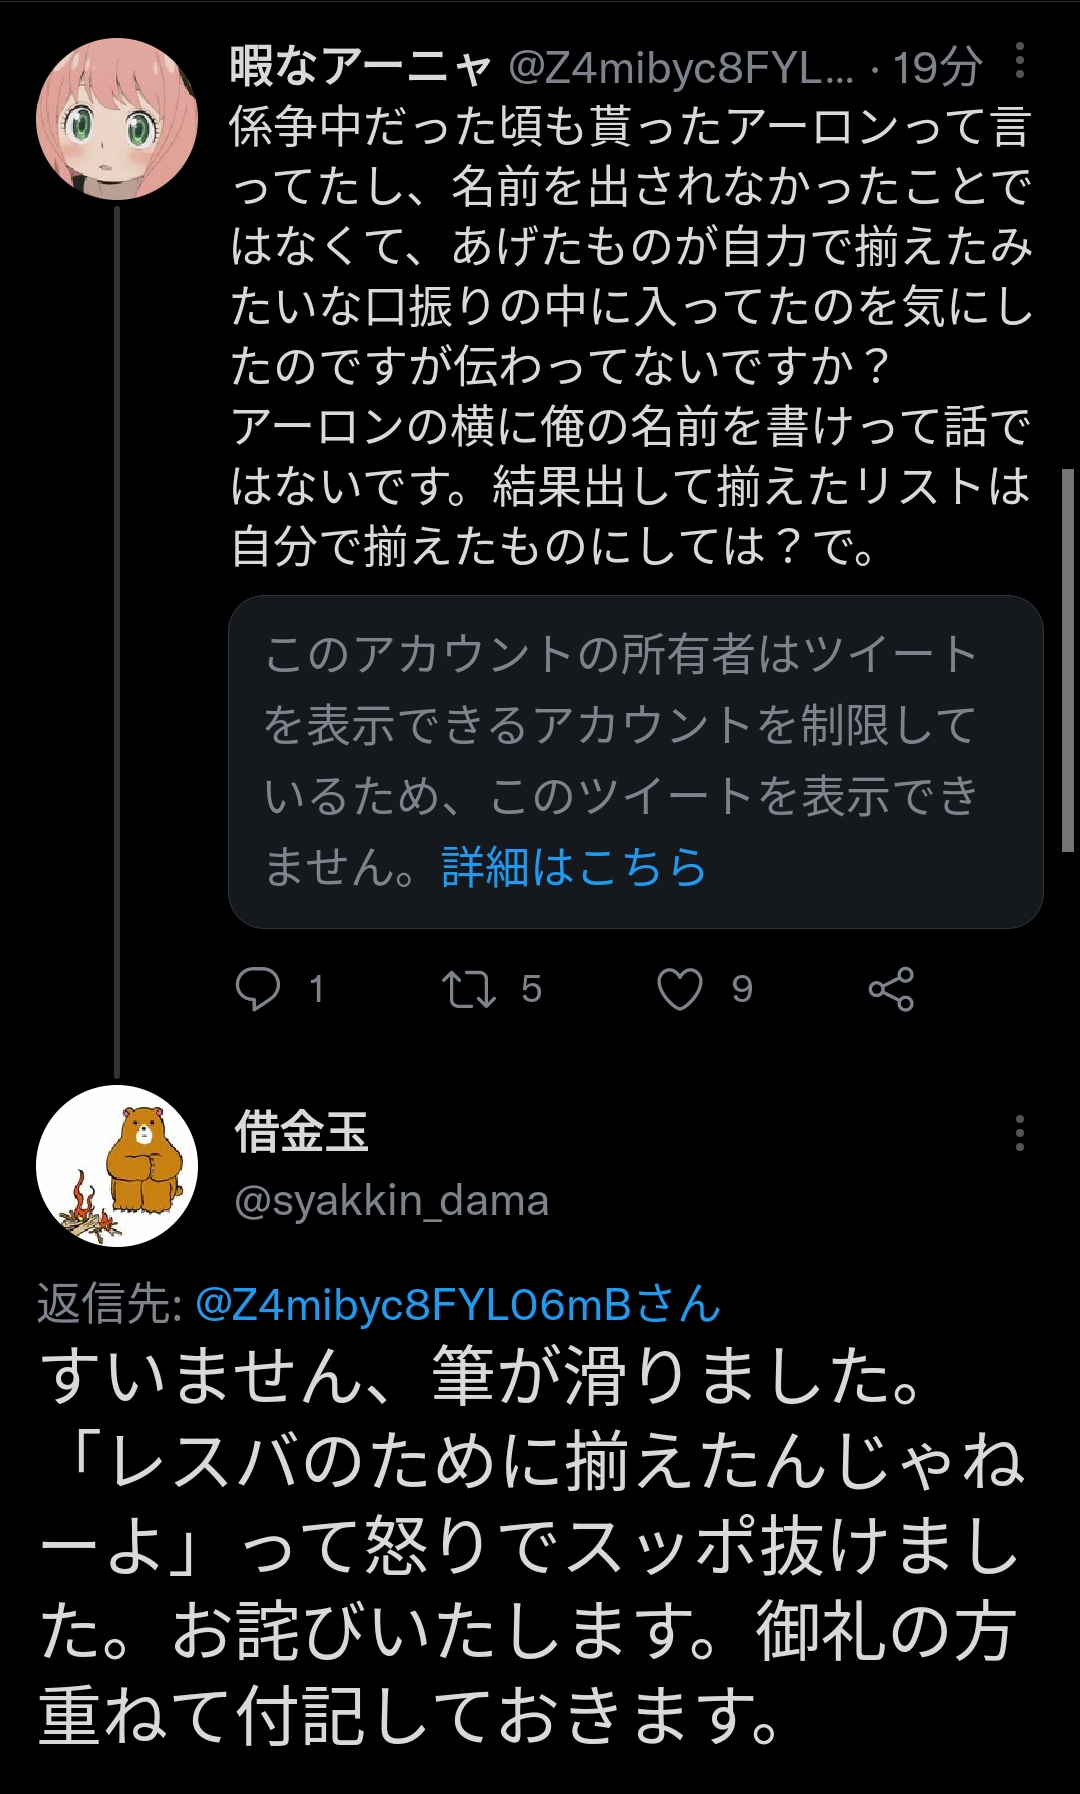 暇なアーニャ @Z4mibyc8FYL... · 19分
係争中だった頃も貰ったアーロンって言
ってたし、名前を出されなかったことで
はなくて、あげたものが自力で揃えたみ
たいな口振りの中に入ってたのを気にし
たのですが伝わってないですか？
アーロンの横に俺の名前を書けって話で
はないです。結果出して揃えたリストは
自分で揃えたものにしては？で。
このアカウントの所有者はツイート
を表示できるアカウントを制限して
いるため、このツイートを表示でき
ません。詳細はこちら
1 5 9
借金玉
@syakkin_dama
返信先: @Z4mibyc8FYL06mBさん
すいません、筆が滑りました。
「レスバのために揃えたんじゃね
ーよ」って怒りでスッポ抜けまし
た。お詫びいたします。御礼の方
重ねて付記しておきます。